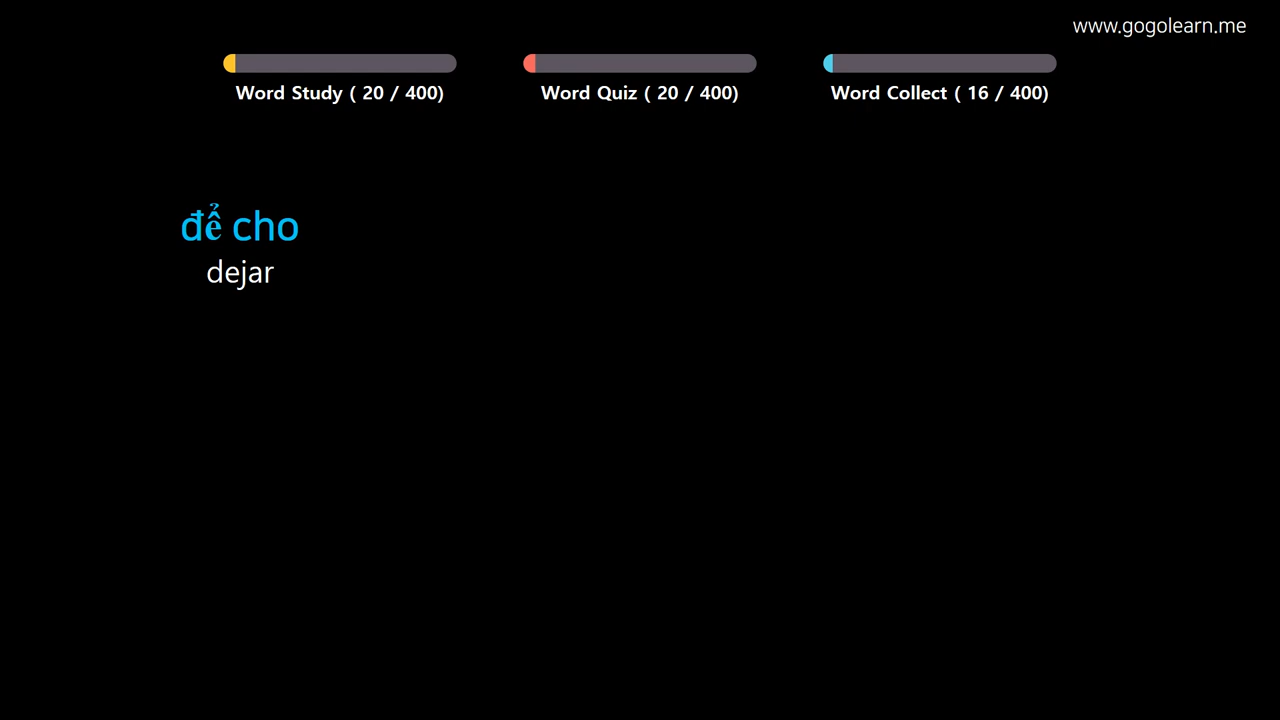 www.gogolearn.me
Word Study ( 20 / 400)
Word Quiz ( 20 / 400)
Word Collect ( 16 / 400)
để cho
dejar